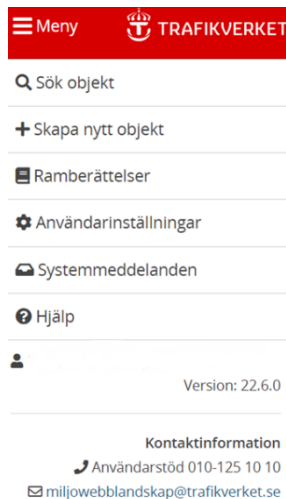 Meny
TRAFIKVERKET
Sök objekt
Skapa nytt objekt
Ramberättelser
Användarinställningar
Systemmeddelanden
Hjälp
Version: 22.6.0
Kontaktinformation
Användarstöd 010-125 10 10
miljowebblandskap@trafikverket.se